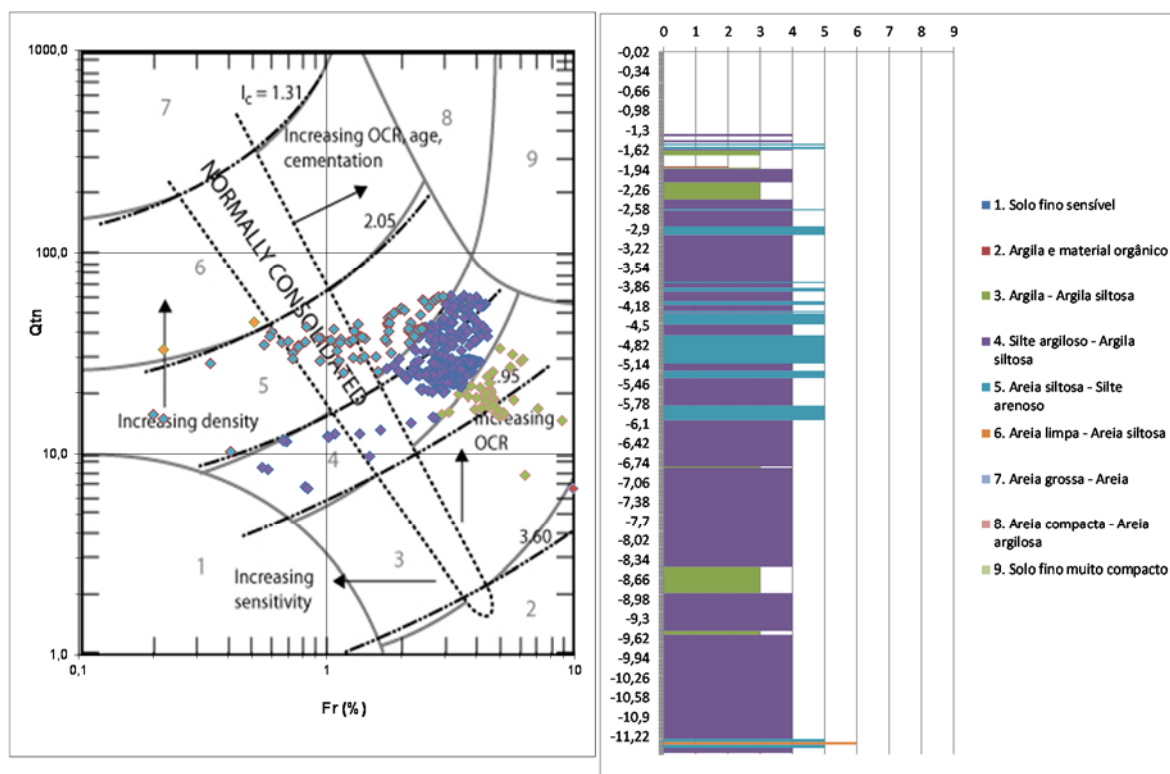 1000,0
100,0
10,0
1,0
Qtn
0,1
1
10
Fr (%)
7
8
9
6
5
4
3
1
2
I_c = 1.31
Increasing OCR, age,
cementation
NORMALLY CONSOLIDATED
2.05
Increasing density
2.95
Increasing
OCR
3.60
Increasing
sensitivity
0 1 2 3 4 5 6 7 8 9
-0,02
-0,34
-0,66
-0,98
-1,3
-1,62
-1,94
-2,26
-2,58
-2,9
-3,22
-3,54
-3,86
-4,18
-4,5
-4,82
-5,14
-5,46
-5,78
-6,1
-6,42
-6,74
-7,06
-7,38
-7,7
-8,02
-8,34
-8,66
-8,98
-9,3
-9,62
-9,94
-10,26
-10,58
-10,9
-11,22
1. Solo fino sensível
2. Argila e material orgânico
3. Argila - Argila siltosa
4. Silte argiloso - Argila
siltosa
5. Areia siltosa - Silte
arenoso
6. Areia limpa - Areia siltosa
7. Areia grossa - Areia
8. Areia compacta - Areia
argilosa
9. Solo fino muito compacto